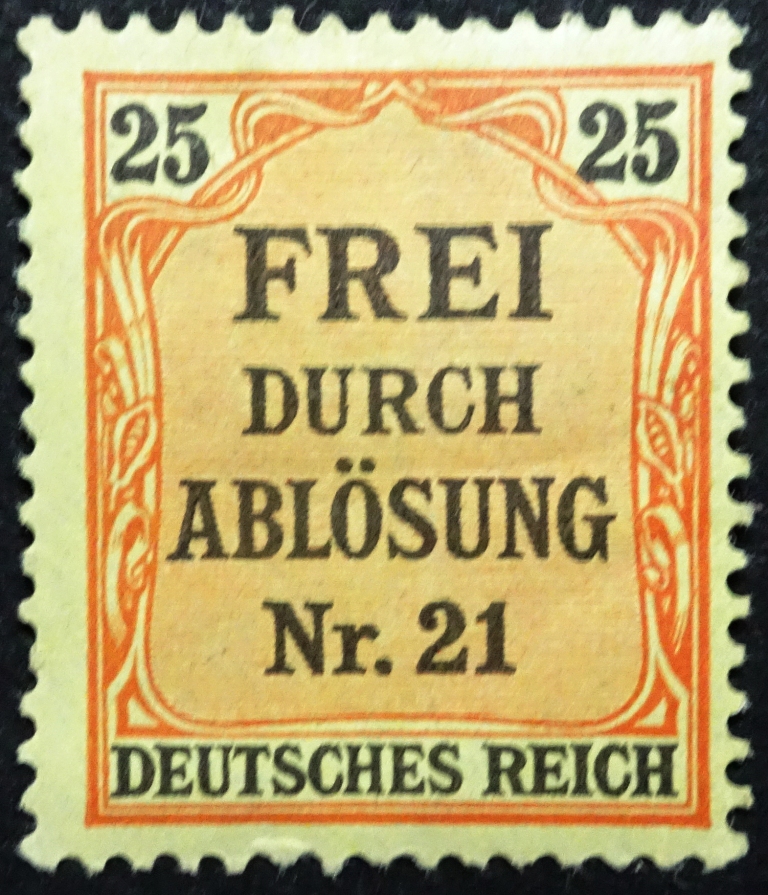 25 25
FREI
DURCH
ABLÖSUNG
Nr. 21
DEUTSCHES REICH